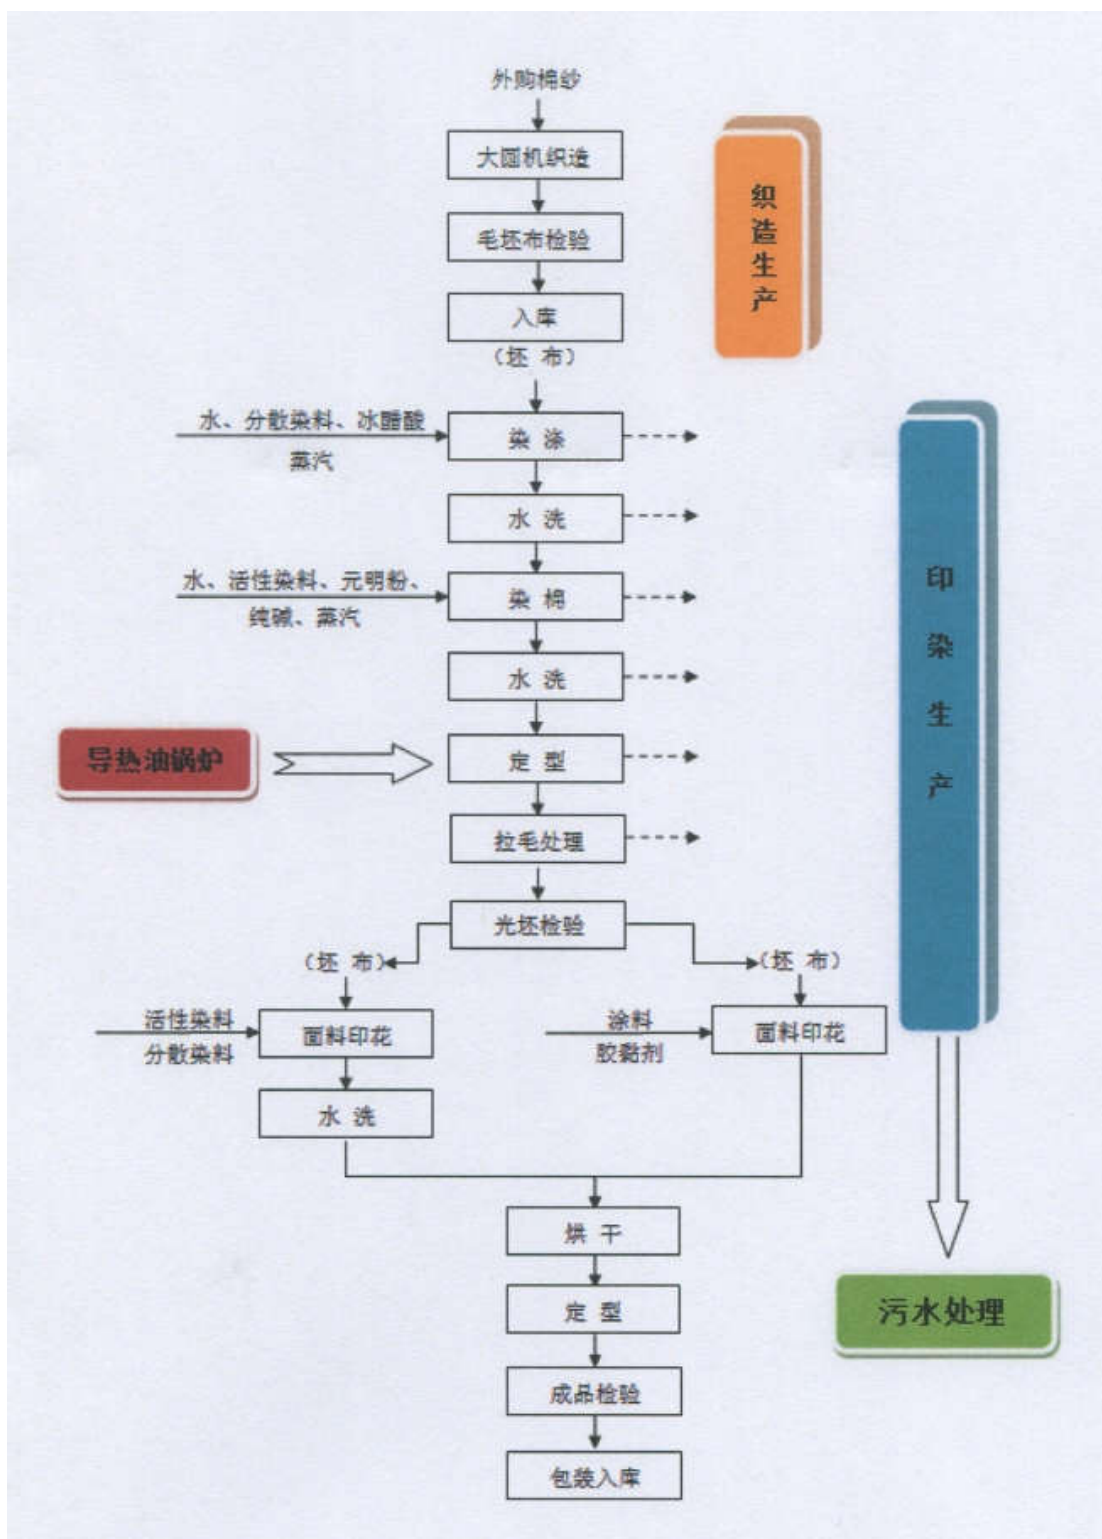 外购棉纱
大圆机织造
毛坯布检验
入库
（坯 布）
织造生产
水、分散染料、冰醋酸
蒸汽
染 涤
水 洗
水、活性染料、元明粉、
纯碱、蒸汽
染 棉
水 洗
导热油锅炉
定 型
拉毛处理
光坯检验
印染生产
（坯 布）
（坯 布）
活性染料
分散染料
面料印花
涂料
胶黏剂
面料印花
水 洗
烘 干
定 型
污水处理
成品检验
包装入库